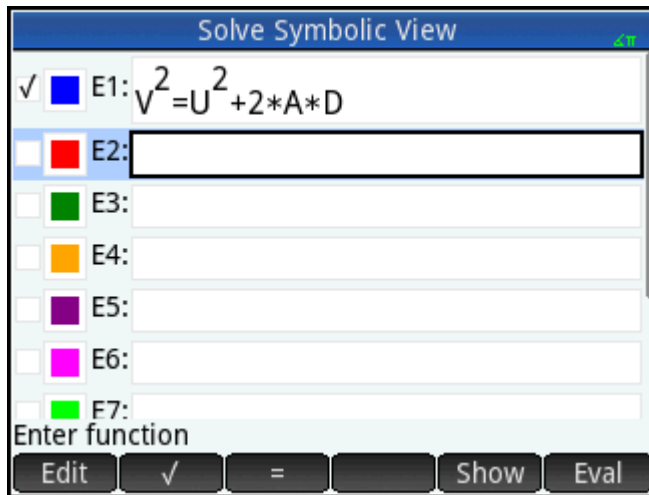 Solve Symbolic View
∡π
√ E1: V²=U²+2*A*D
E2:
E3:
E4:
E5:
E6:
E7:
Enter function
Edit √ = Show Eval